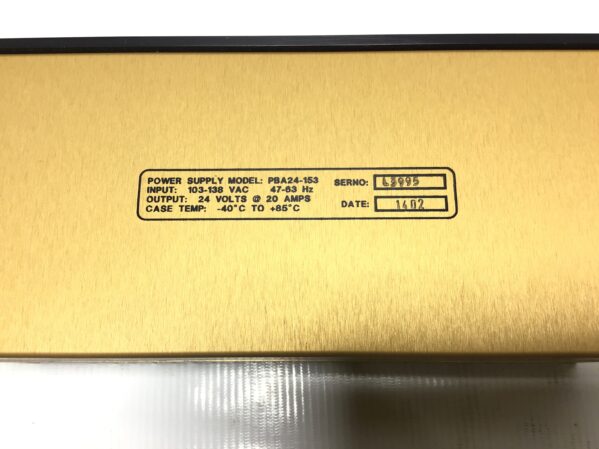 POWER SUPPLY MODEL: PBA24-153
INPUT: 103-138 VAC 47-63 Hz
OUTPUT: 24 VOLTS @ 20 AMPS
CASE TEMP: -40°C TO +85°C
SERNO: L3995
DATE: 1402